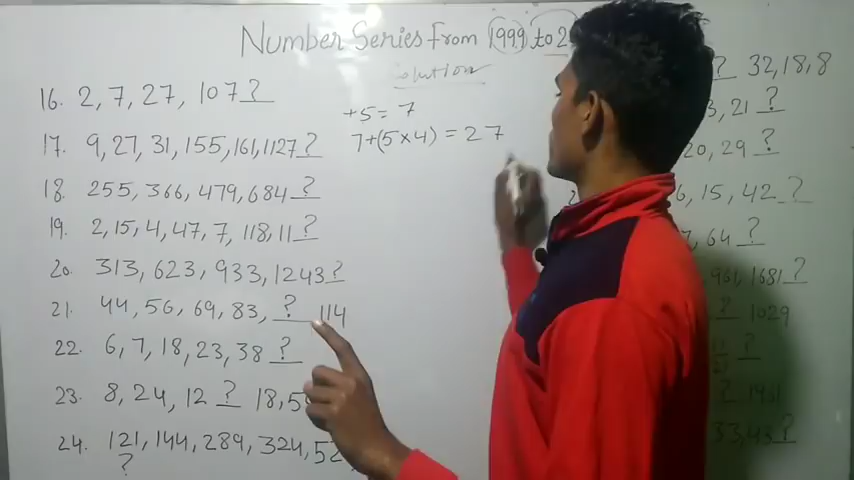 Number Series from 1999 to 2
Solution
16. 2, 7, 27, 107 ?
17. 9, 27, 31, 155, 161, 1127 ?
18. 255, 366, 479, 684 ?
19. 2, 15, 4, 47, 7, 118, 11 ?
20. 313, 623, 933, 1243 ?
21. 44, 56, 69, 83, ? 114
22. 6, 7, 18, 23, 38 ?
23. 8, 24, 12 ? 18, 5
24. 121, 144, 289, 324, 52
?
+5 = 7
7+(5×4) = 27
? 32, 18, 8
3, 21 ?
20, 29 ?
6, 15, 42 ?
7, 64 ?
961, 1681 ?
? 1029
?
?
33, 43 ?